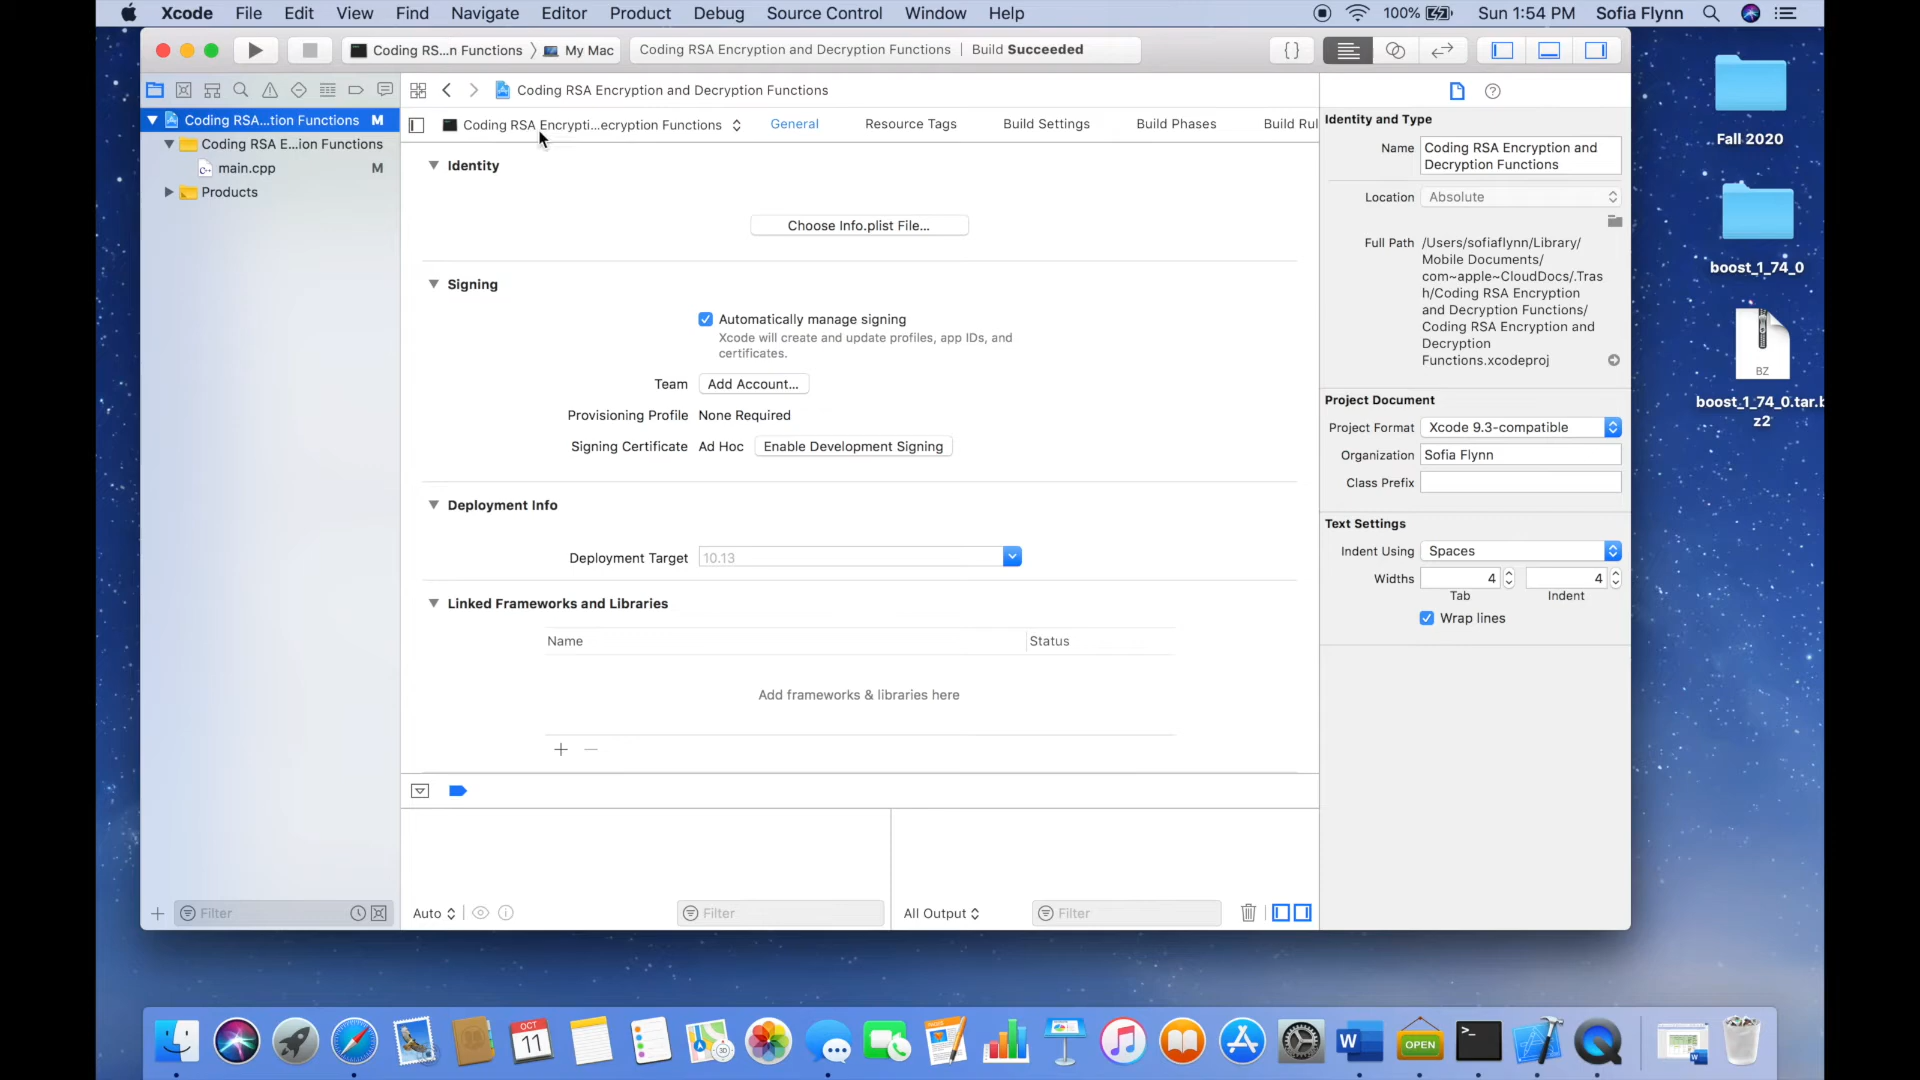 Xcode File Edit View Find Navigate Editor Product Debug Source Control Window Help 100% Sun 1:54 PM Sofia Flynn
Coding RS...n Functions My Mac Coding RSA Encryption and Decryption Functions | Build Succeeded
Coding RSA Encryption and Decryption Functions
Coding RSA...tion Functions M
Coding RSA E...ion Functions
main.cpp M
Products
Coding RSA Encrypti...ecryption Functions General Resource Tags Build Settings Build Phases Build Rul
Identity
Choose Info.plist File...
Signing
Automatically manage signing
Xcode will create and update profiles, app IDs, and
certificates.
Team Add Account...
Provisioning Profile None Required
Signing Certificate Ad Hoc Enable Development Signing
Deployment Info
Deployment Target 10.13
Linked Frameworks and Libraries
Name Status
Add frameworks & libraries here
Filter
Auto Filter All Output Filter
Identity and Type
Name Coding RSA Encryption and
Decryption Functions
Location Absolute
Full Path /Users/sofiaflynn/Library/
Mobile Documents/
com~apple~CloudDocs/.Tras
h/Coding RSA Encryption
and Decryption Functions/
Coding RSA Encryption and
Decryption
Functions.xcodeproj
Project Document
Project Format Xcode 9.3-compatible
Organization Sofia Flynn
Class Prefix
Text Settings
Indent Using Spaces
Widths 4 4
Tab Indent
Wrap lines
Fall 2020
boost_1_74_0
BZ
boost_1_74_0.tar.b
z2
OCT
11
3D
W
OPEN
>_
W